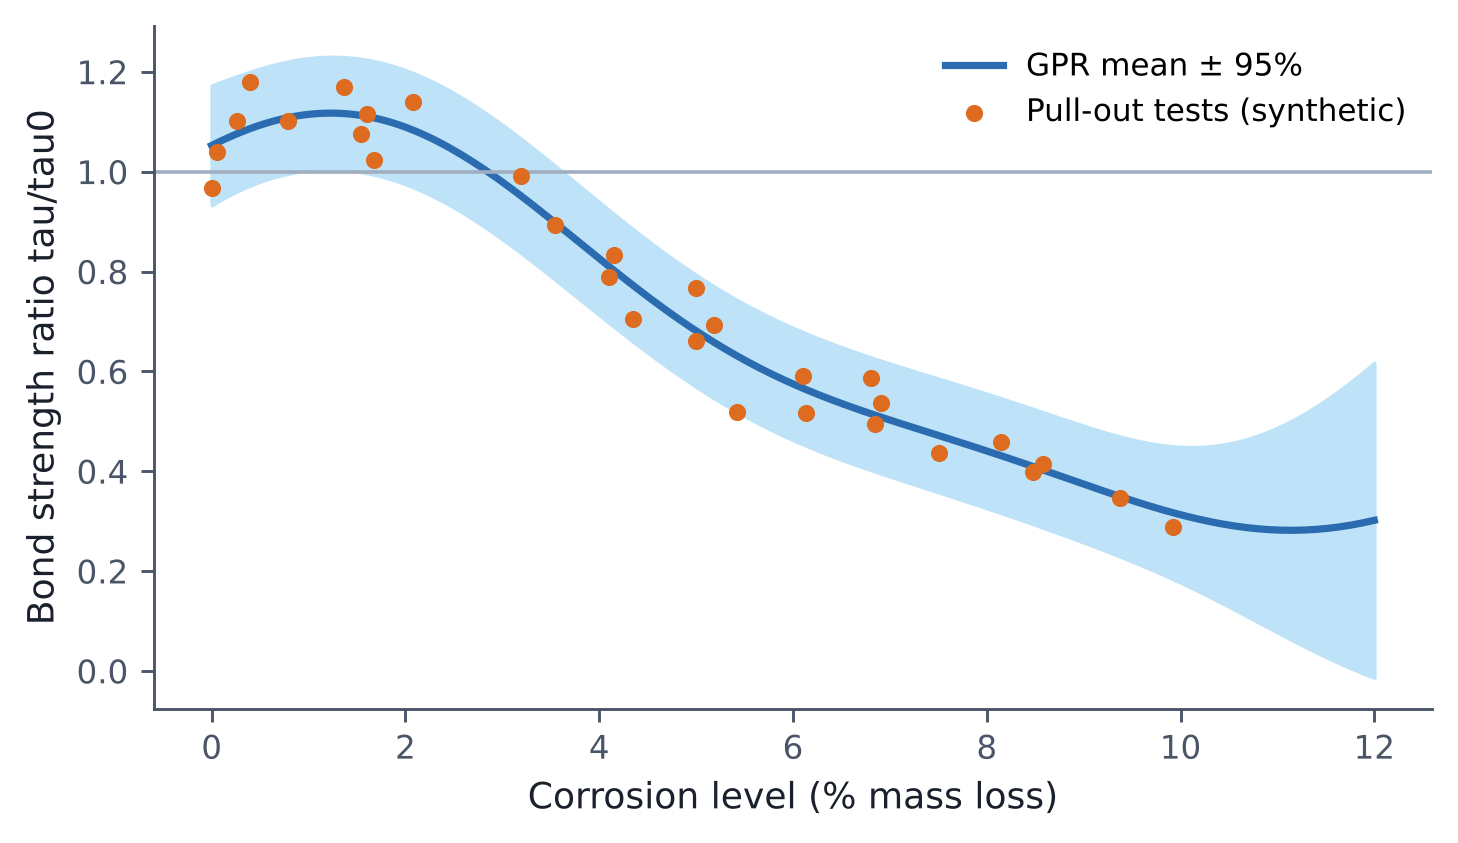 GPR mean ± 95%
Pull-out tests (synthetic)
Bond strength ratio tau/tau0
1.2
1.0
0.8
0.6
0.4
0.2
0.0
0 2 4 6 8 10 12
Corrosion level (% mass loss)